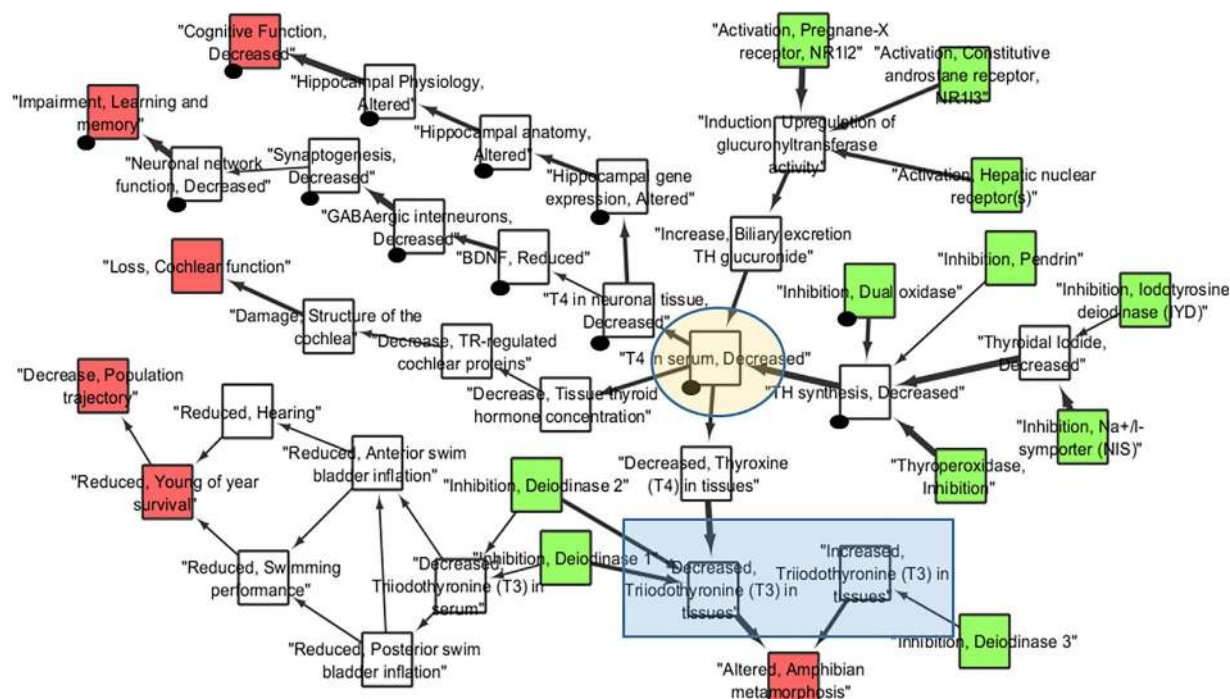 "Cognitive Function,
Decreased"
"Hippocampal Physiology,
Altered"
"Impairment, Learning and
memory"
"Hippocampal anatomy,
Altered"
"Synaptogenesis,
Decreased"
"Neuronal network
function, Decreased"
"Hippocampal gene
expression, Altered"
"GABAergic interneurons,
Decreased"
"BDNF, Reduced"
"T4 in neuronal tissue,
Decreased"
"Loss, Cochlear function"
"Damage, Structure of the
cochlea"
"Decrease, TR-regulated
cochlear proteins"
"Decrease, Tissue thyroid
hormone concentration"
"Activation, Pregnane-X
receptor, NR1I2"
"Activation, Constitutive
androstane receptor,
NR1I3"
"Induction, Upregulation of
glucuronyltransferase
activity"
"Activation, Hepatic nuclear
receptor(s)"
"Increase, Biliary excretion
TH glucuronide"
"Inhibition, Pendrin"
"Inhibition, Dual oxidase"
"Inhibition, Iodotyrosine
deiodinase (IYD)"
"Thyroidal Iodide,
Decreased"
"T4 in serum, Decreased"
"TH synthesis, Decreased"
"Inhibition, Na+/I-
symporter (NIS)"
"Thyroperoxidase,
Inhibition"
"Decrease, Population
trajectory"
"Reduced, Hearing"
"Reduced, Anterior swim
bladder inflation"
"Reduced, Young of year
survival"
"Reduced, Swimming
performance"
"Reduced, Posterior swim
bladder inflation"
"Decreased,
Triiodothyronine (T3) in
serum"
"Inhibition, Deiodinase 2"
"Inhibition, Deiodinase 1"
"Decreased, Thyroxine
(T4) in tissues"
"Decreased,
Triiodothyronine (T3) in
tissues"
"Increased,
Triiodothyronine (T3) in
tissues"
"Inhibition, Deiodinase 3"
"Altered, Amphibian
metamorphosis"